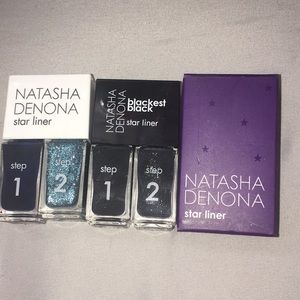 NATASHA
DENONA
star liner
NATASHA
DENONA
blackest
black
star liner
step
1
step
2
step
1
step
2
NATASHA
DENONA
star liner